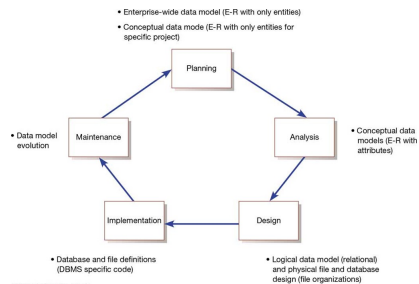 • Enterprise-wide data model (E-R with only entities)
• Conceptual data mode (E-R with only entities for
specific project)
Planning
• Data model
evolution
Maintenance
Analysis
• Conceptual data
models (E-R with
attributes)
Implementation
Design
• Database and file definitions
(DBMS specific code)
• Logical data model (relational)
and physical file and database
design (file organizations)